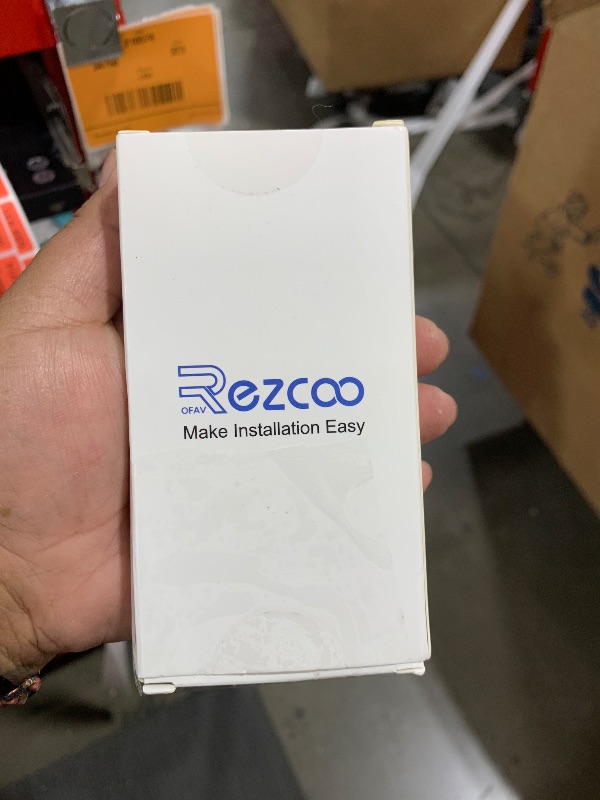 Rezcoo
OFAV
Make Installation Easy